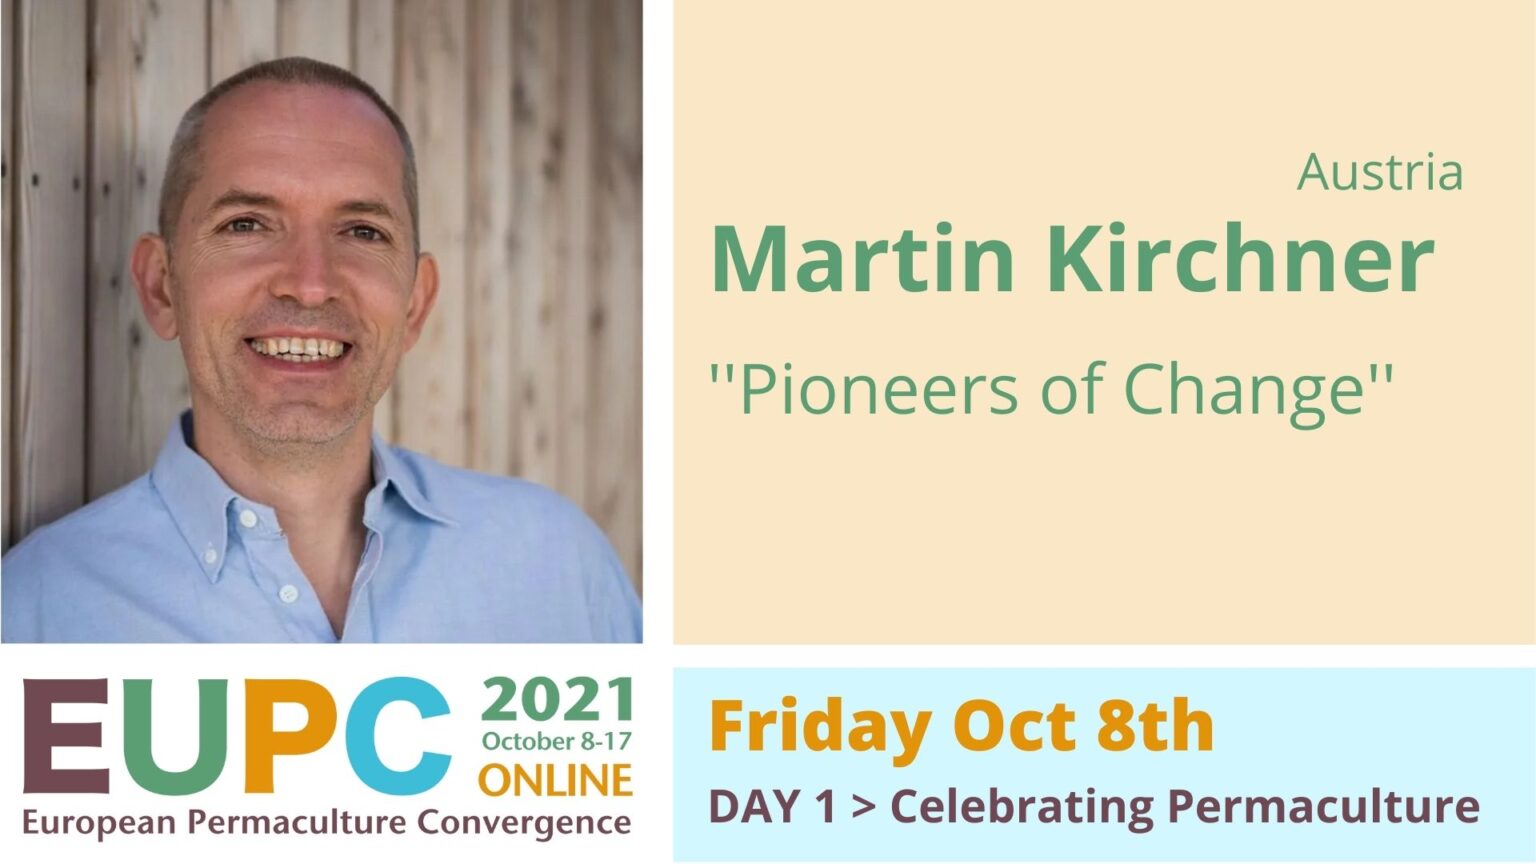 Austria
Martin Kirchner
''Pioneers of Change''
EUPC
2021
October 8-17
ONLINE
European Permaculture Convergence
Friday Oct 8th
DAY 1 > Celebrating Permaculture